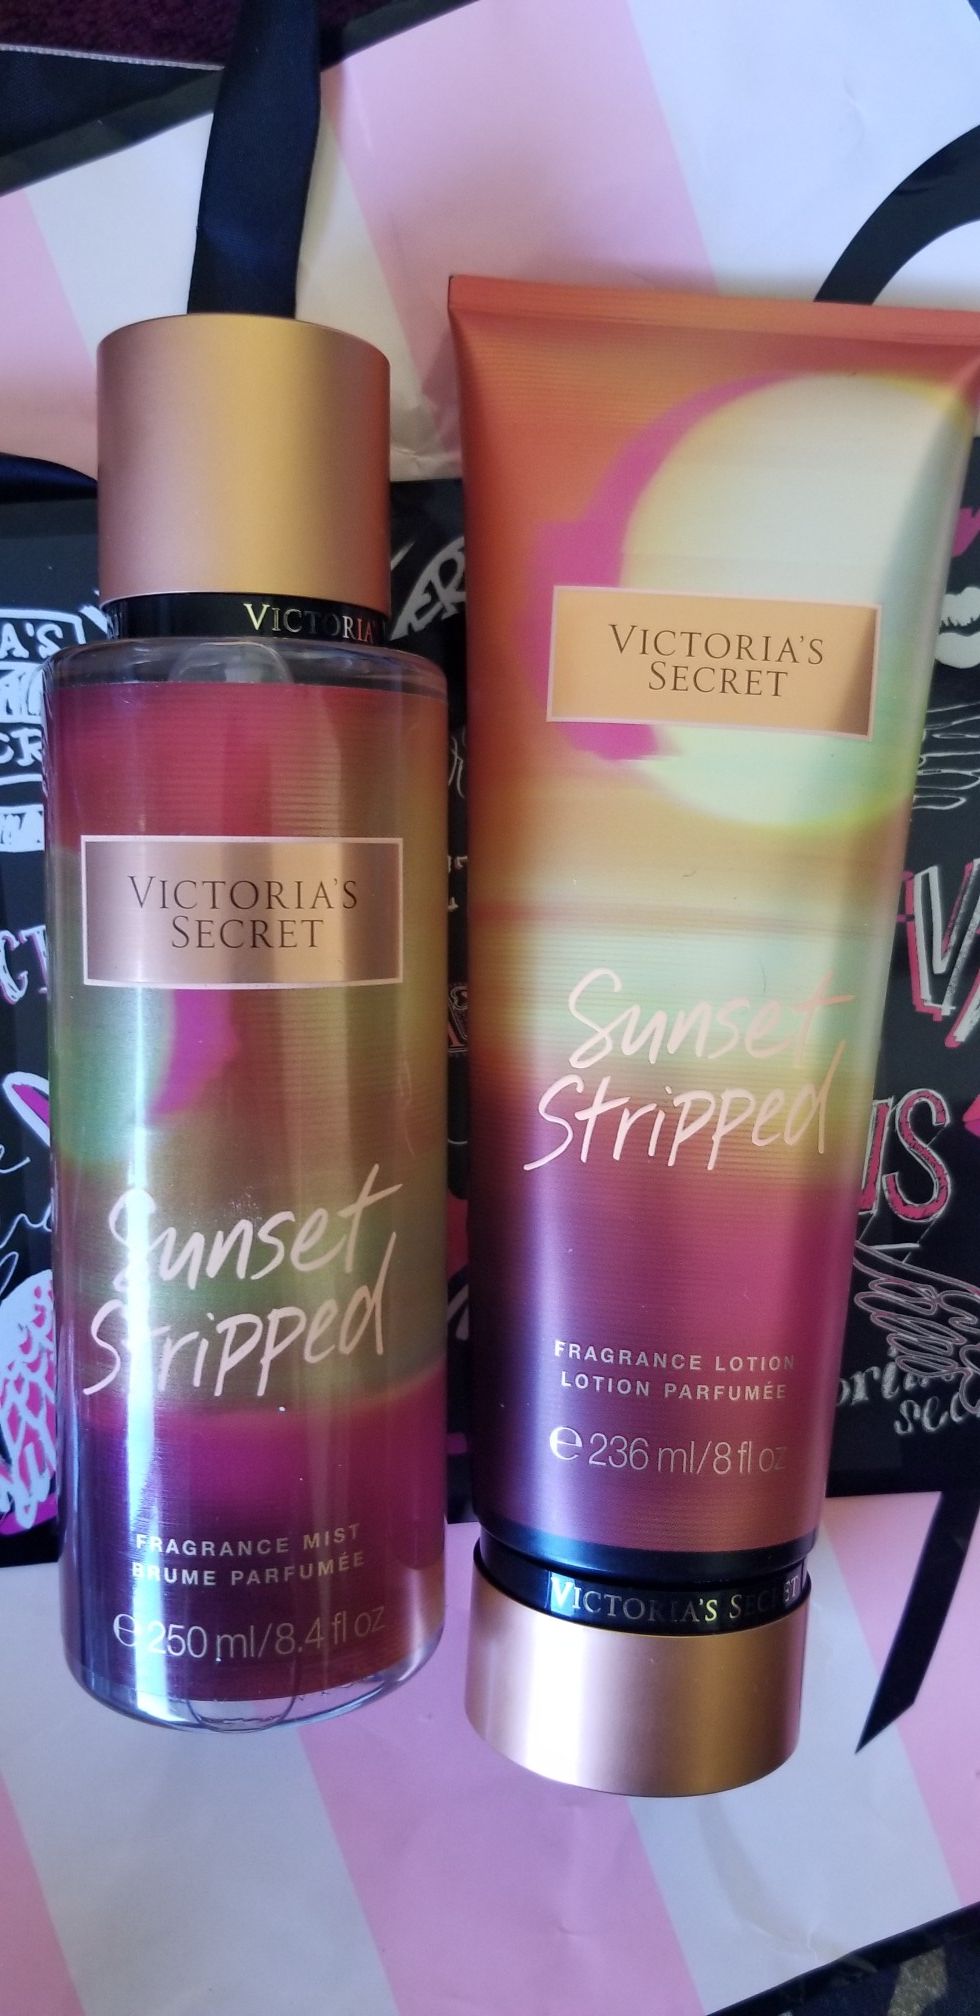 VICTORIA'
VICTORIA'S
SECRET
Sunset
Stripped
FRAGRANCE MIST
BRUME PARFUMÉE
℮ 250 ml/8.4 fl oz
VICTORIA'S
SECRET
Sunset
Stripped
FRAGRANCE LOTION
LOTION PARFUMÉE
℮ 236 ml/8 fl oz
VICTORIA'S SECRET